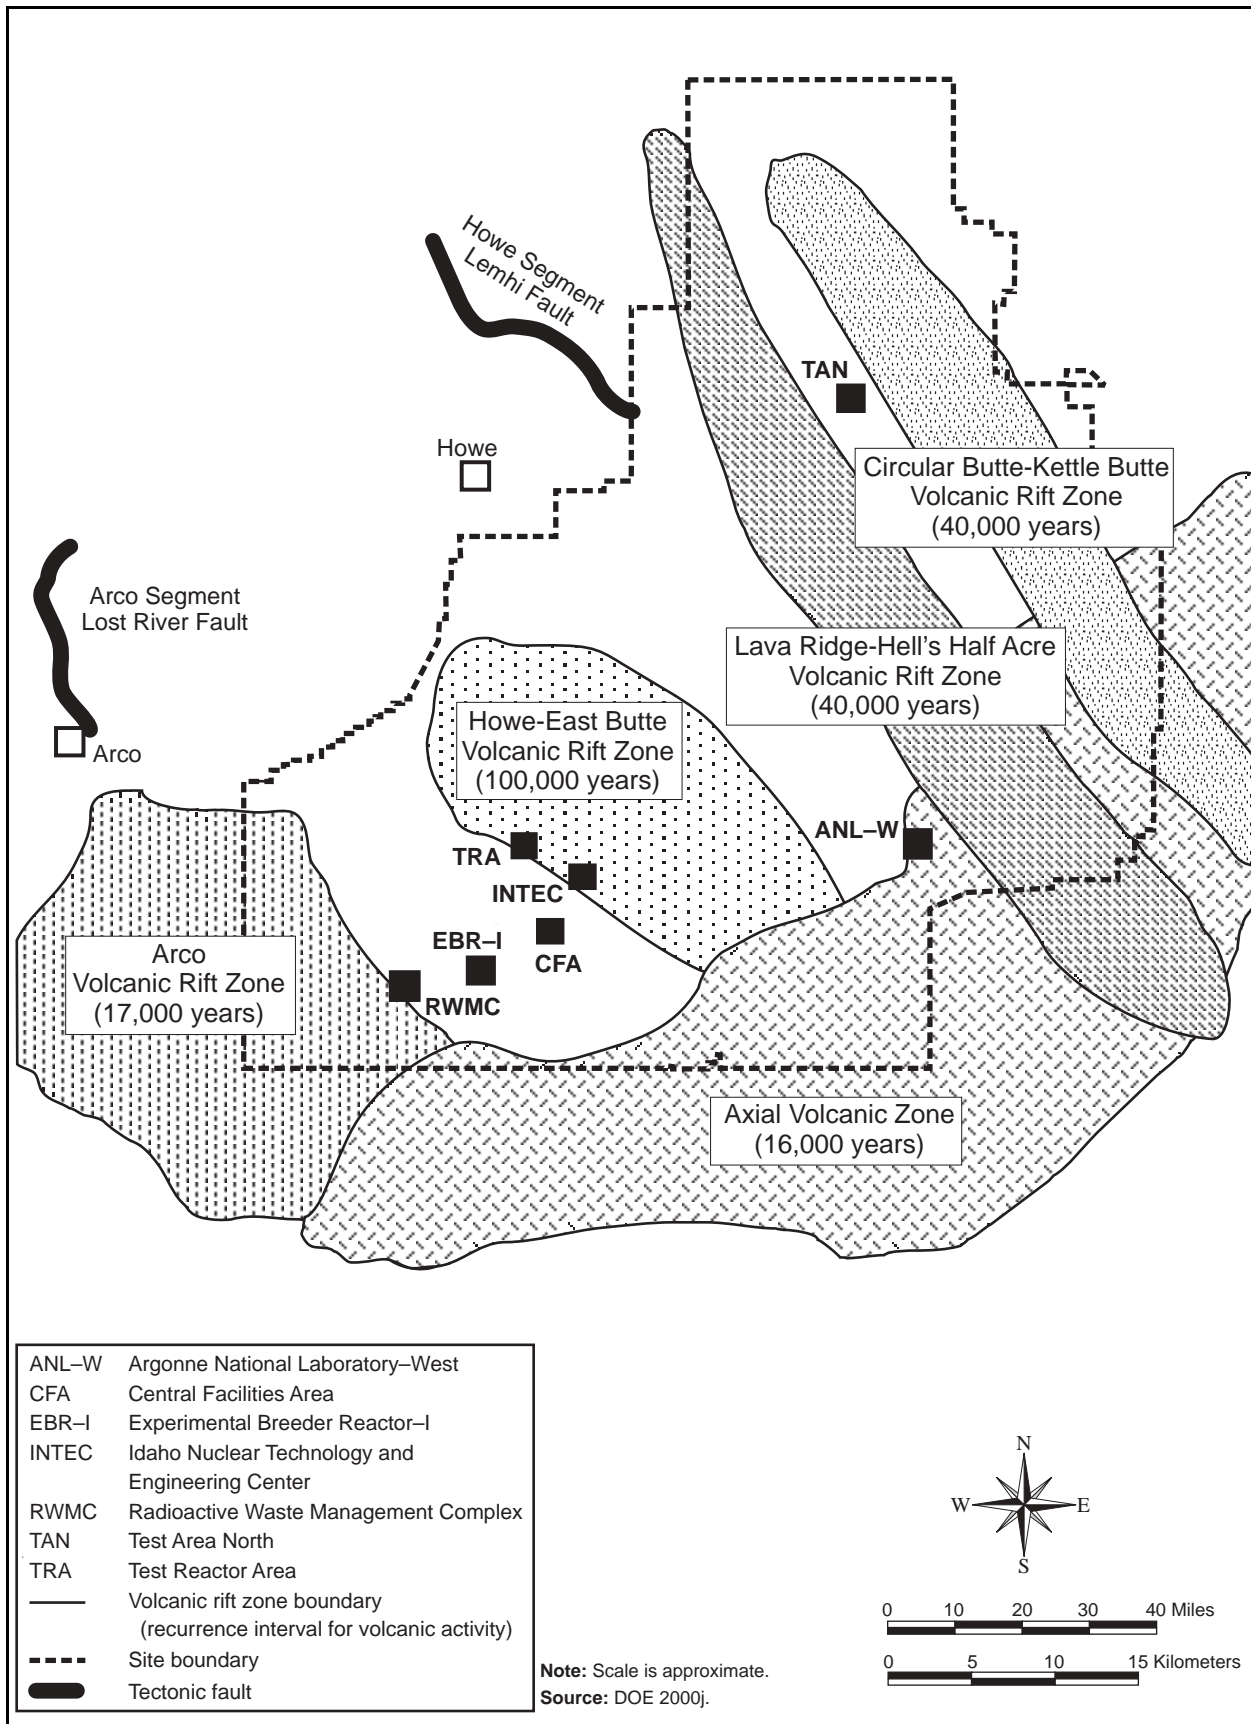 Howe Segment
Lemhi Fault
TAN
Howe
Circular Butte-Kettle Butte
Volcanic Rift Zone
(40,000 years)
Arco Segment
Lost River Fault
Lava Ridge-Hell's Half Acre
Volcanic Rift Zone
(40,000 years)
Arco
Howe-East Butte
Volcanic Rift Zone
(100,000 years)
TRA
ANL–W
INTEC
EBR–I
CFA
RWMC
Arco
Volcanic Rift Zone
(17,000 years)
Axial Volcanic Zone
(16,000 years)
ANL–W Argonne National Laboratory–West
CFA Central Facilities Area
EBR–I Experimental Breeder Reactor–I
INTEC Idaho Nuclear Technology and
Engineering Center
RWMC Radioactive Waste Management Complex
TAN Test Area North
TRA Test Reactor Area
Volcanic rift zone boundary
(recurrence interval for volcanic activity)
Site boundary
Tectonic fault
Note: Scale is approximate.
Source: DOE 2000j.
N
W E
S
0 10 20 30 40 Miles
0 5 10 15 Kilometers